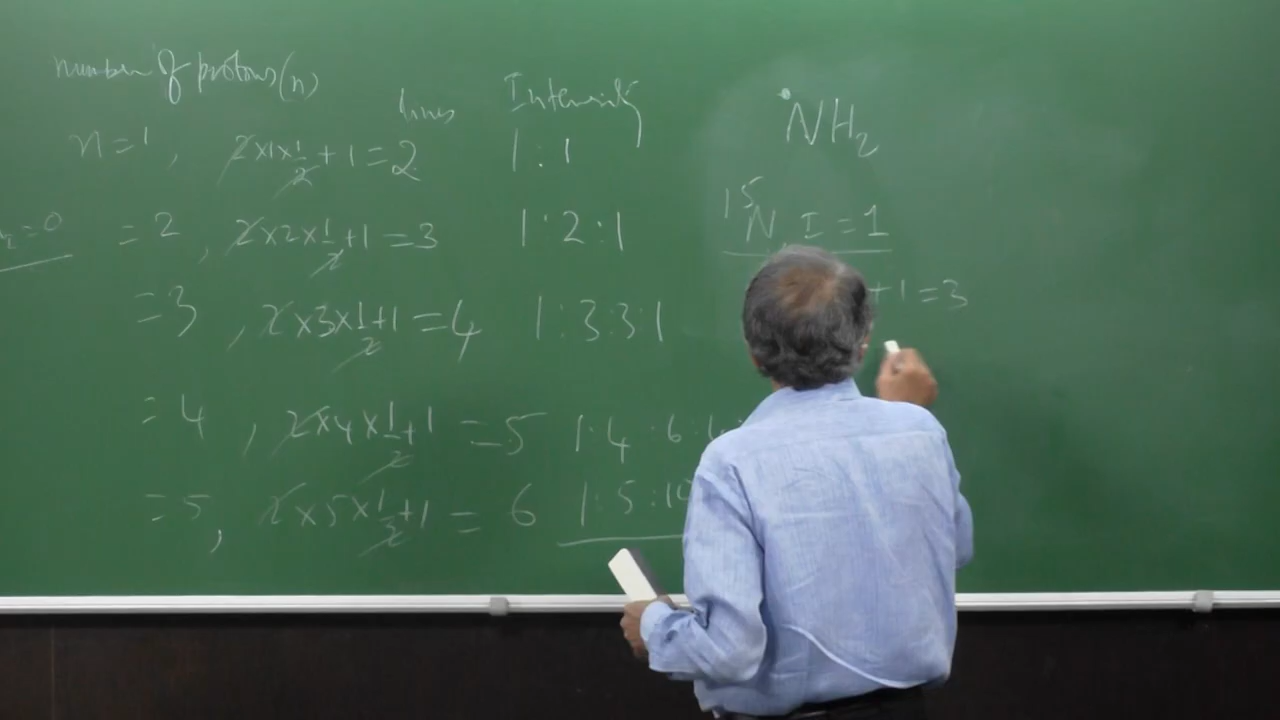 number of protons (n)
lines Intensity
n = 1, 2×1×1/2 + 1 = 2 1 : 1
= 2, 2×2×1/2 + 1 = 3 1 : 2 : 1
= 3, 2×3×1/2 + 1 = 4 1 : 3 : 3 : 1
= 4, 2×4×1/2 + 1 = 5 1 : 4 : 6 :
= 5, 2×5×1/2 + 1 = 6 1 : 5 :
= 0
•NH₂
¹⁵N I = 1
+ 1 = 3